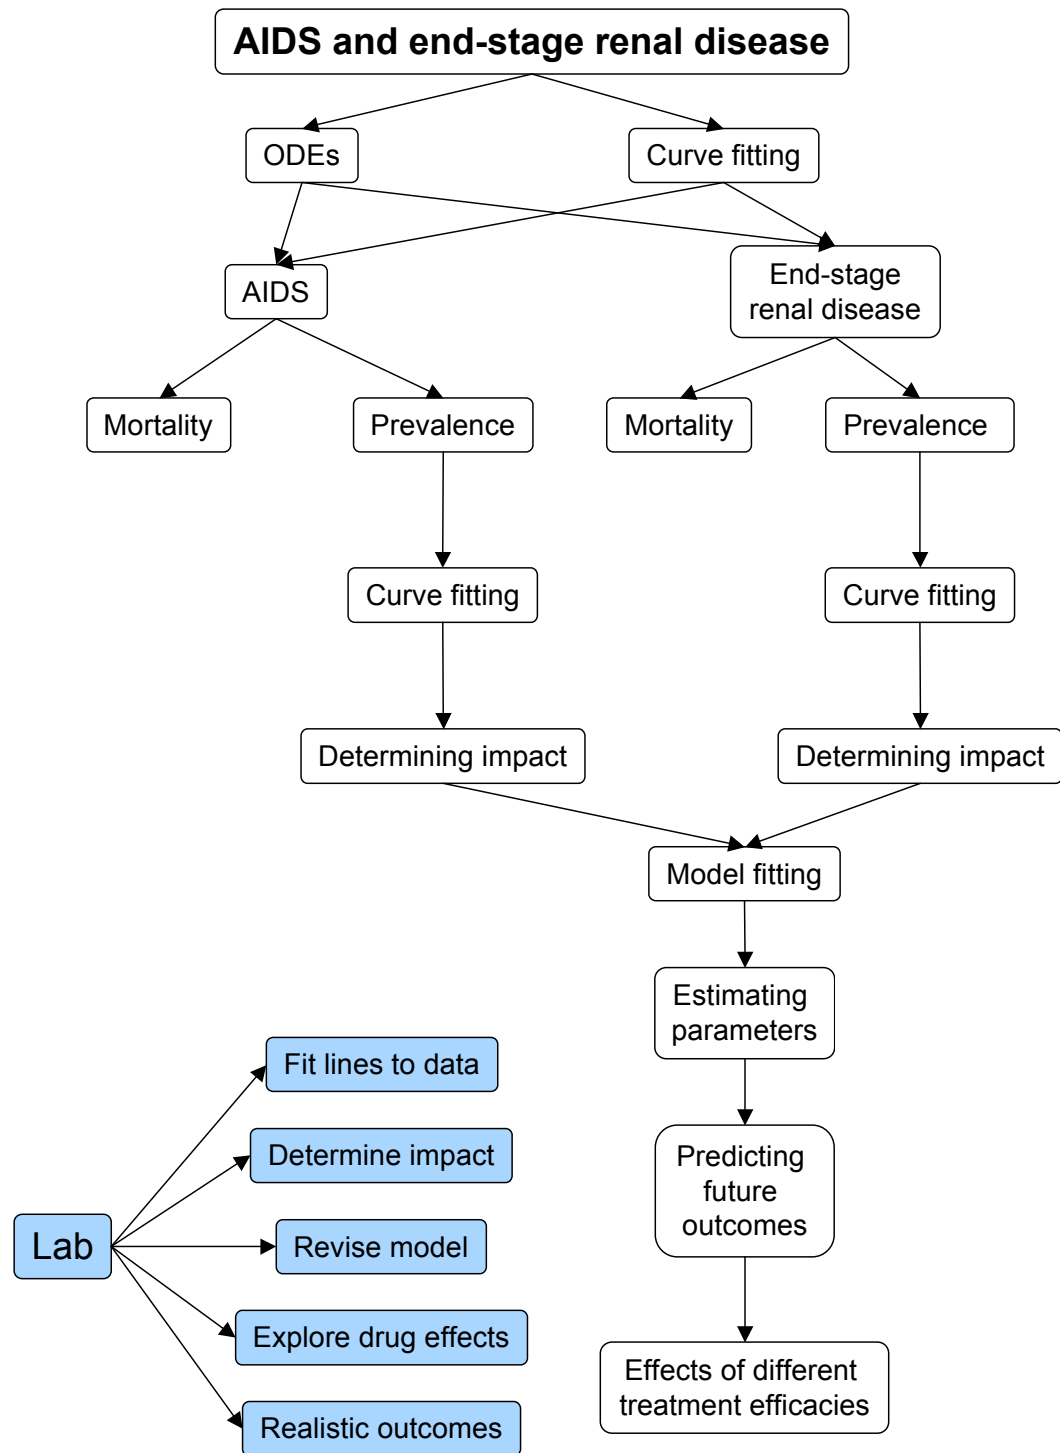 AIDS and end-stage renal disease
ODEs
Curve fitting
AIDS
End-stage
renal disease
Mortality
Prevalence
Mortality
Prevalence
Curve fitting
Curve fitting
Determining impact
Determining impact
Model fitting
Estimating
parameters
Predicting
future
outcomes
Effects of different
treatment efficacies
Lab
Fit lines to data
Determine impact
Revise model
Explore drug effects
Realistic outcomes